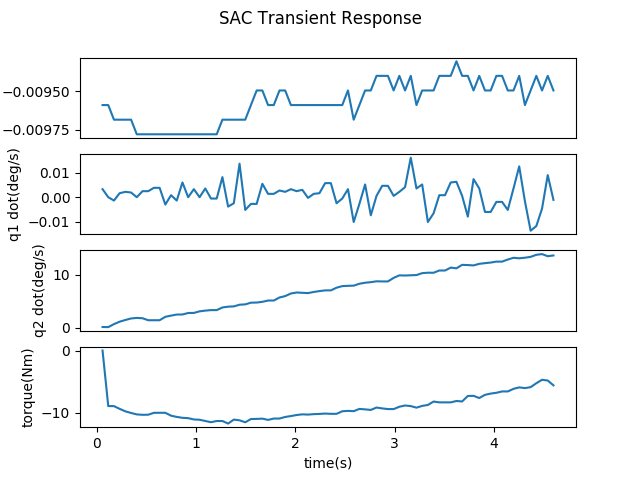 SAC Transient Response
−0.00950
−0.00975
q1 dot(deg/s)
0.01
0.00
−0.01
q2 dot(deg/s)
10
0
torque(Nm)
0
−10
0 1 2 3 4
time(s)